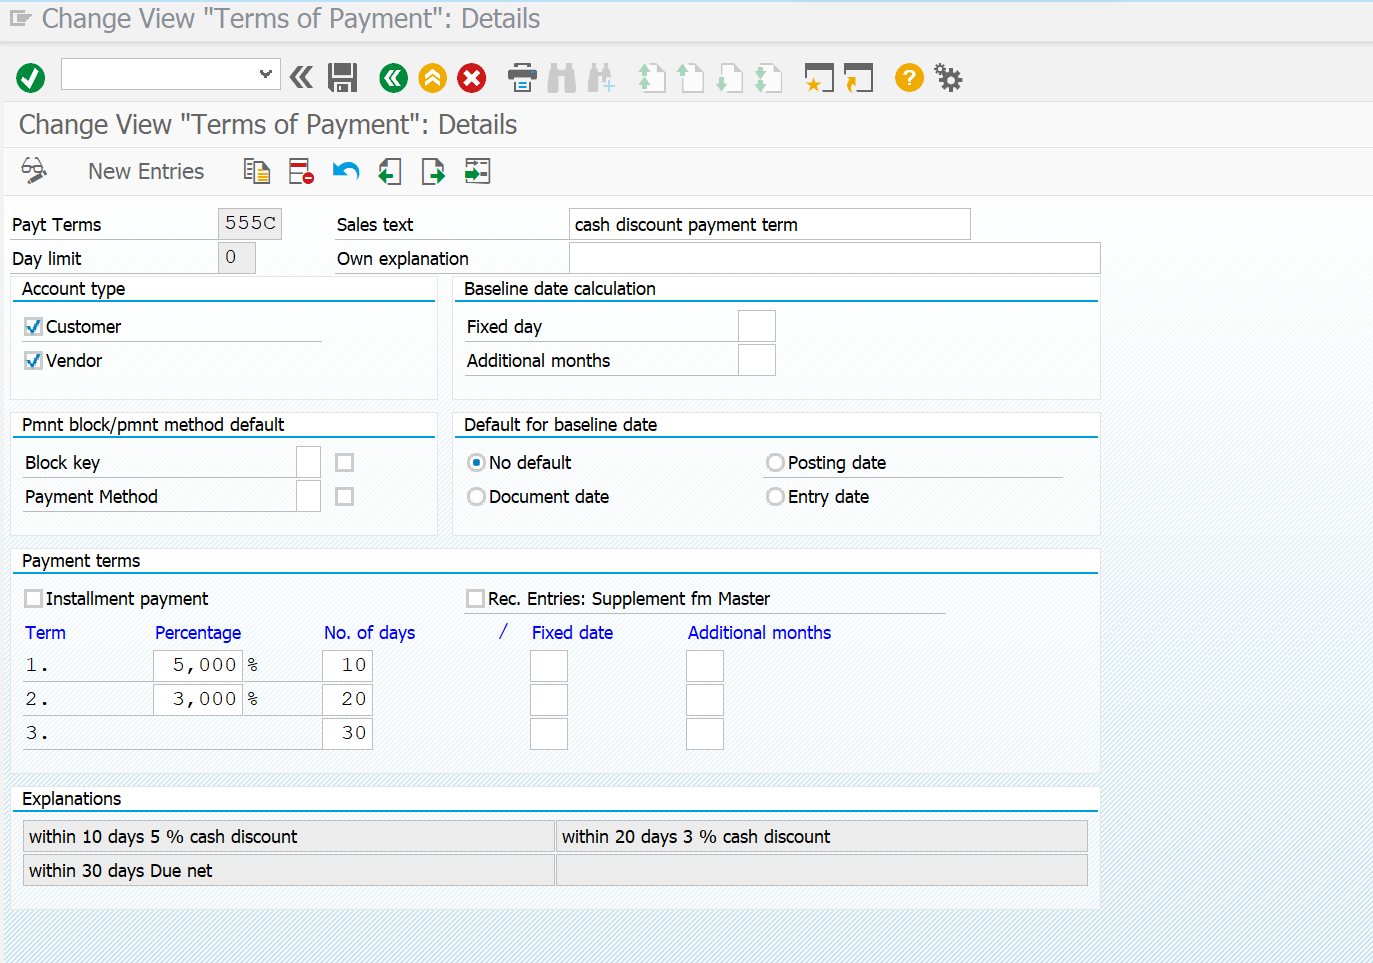 Change View "Terms of Payment": Details
Change View "Terms of Payment": Details
New Entries
Payt Terms 555C Sales text cash discount payment term
Day limit 0 Own explanation
Account type
Customer
Vendor
Baseline date calculation
Fixed day
Additional months
Pmnt block/pmnt method default
Block key
Payment Method
Default for baseline date
No default Posting date
Document date Entry date
Payment terms
Installment payment Rec. Entries: Supplement fm Master
Term Percentage No. of days / Fixed date Additional months
1. 5,000 % 10
2. 3,000 % 20
3. 30
Explanations
within 10 days 5 % cash discount within 20 days 3 % cash discount
within 30 days Due net